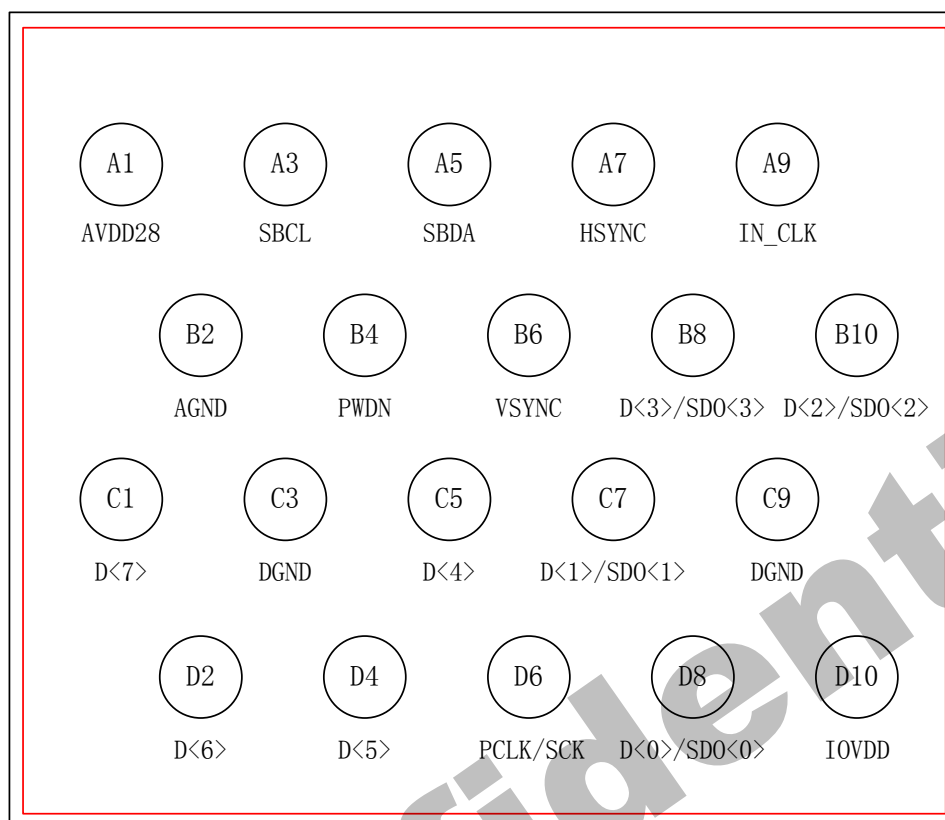 A1 A3 A5 A7 A9
AVDD28 SBCL SBDA HSYNC IN_CLK
B2 B4 B6 B8 B10
AGND PWDN VSYNC D<3>/SDO<3> D<2>/SDO<2>
C1 C3 C5 C7 C9
D<7> DGND D<4> D<1>/SDO<1> DGND
D2 D4 D6 D8 D10
D<6> D<5> PCLK/SCK D<0>/SDO<0> IOVDD